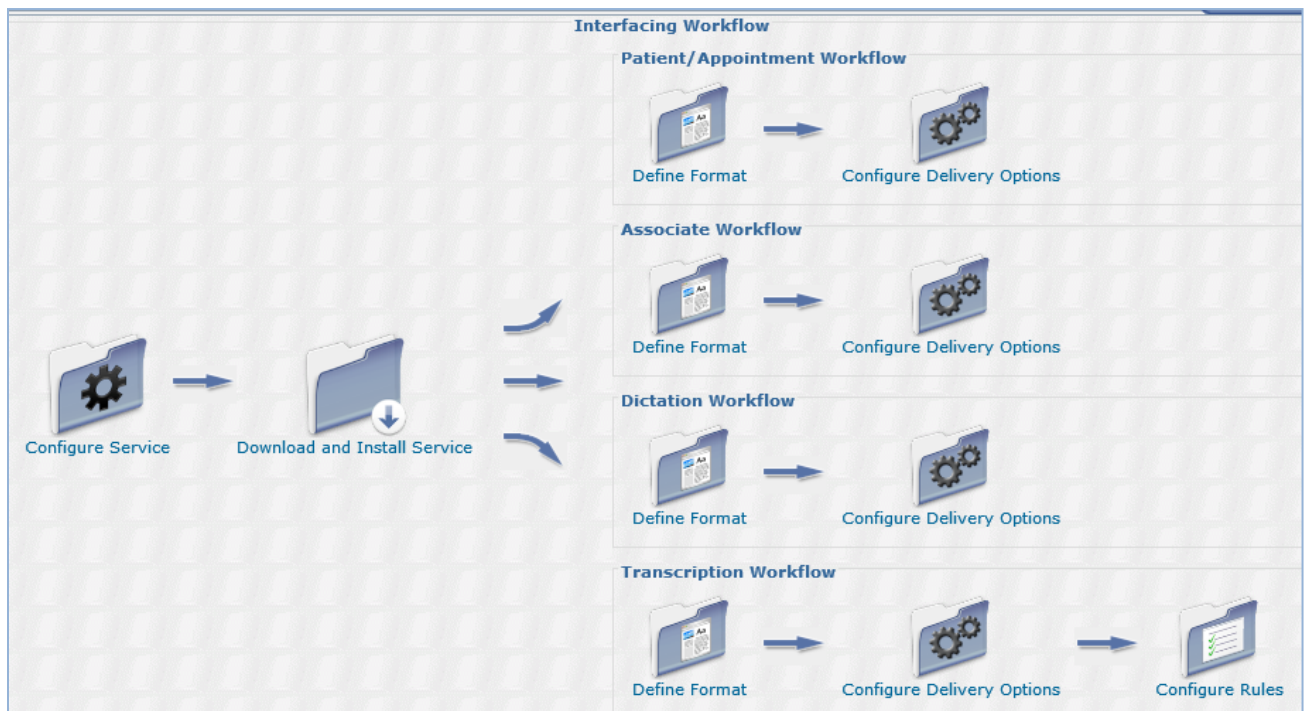 Interfacing Workflow
Patient/Appointment Workflow
Define Format
Configure Delivery Options
Associate Workflow
Define Format
Configure Delivery Options
Configure Service
Download and Install Service
Dictation Workflow
Define Format
Configure Delivery Options
Transcription Workflow
Define Format
Configure Delivery Options
Configure Rules